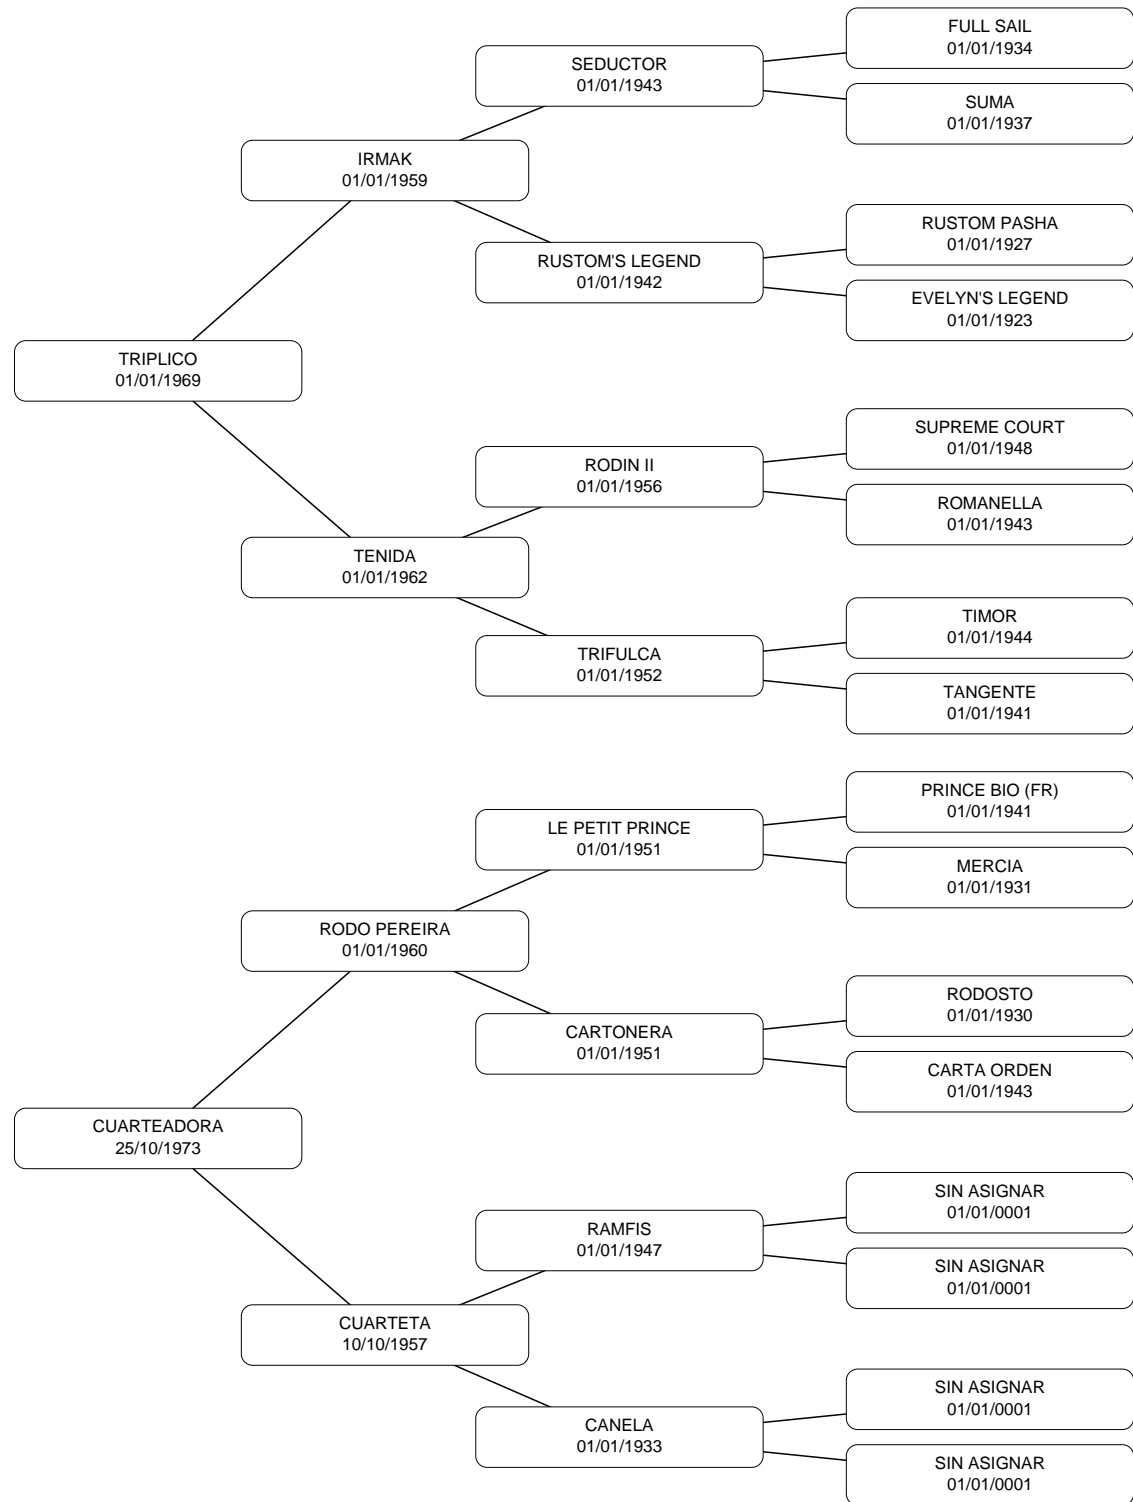 FULL SAIL
01/01/1934
SEDUCTOR
01/01/1943
SUMA
01/01/1937
IRMAK
01/01/1959
RUSTOM PASHA
01/01/1927
RUSTOM'S LEGEND
01/01/1942
EVELYN'S LEGEND
01/01/1923
TRIPLICO
01/01/1969
SUPREME COURT
01/01/1948
RODIN II
01/01/1956
ROMANELLA
01/01/1943
TENIDA
01/01/1962
TIMOR
01/01/1944
TRIFULCA
01/01/1952
TANGENTE
01/01/1941
PRINCE BIO (FR)
01/01/1941
LE PETIT PRINCE
01/01/1951
MERCIA
01/01/1931
RODO PEREIRA
01/01/1960
RODOSTO
01/01/1930
CARTONERA
01/01/1951
CARTA ORDEN
01/01/1943
CUARTEADORA
25/10/1973
SIN ASIGNAR
01/01/0001
RAMFIS
01/01/1947
SIN ASIGNAR
01/01/0001
CUARTETA
10/10/1957
SIN ASIGNAR
01/01/0001
CANELA
01/01/1933
SIN ASIGNAR
01/01/0001